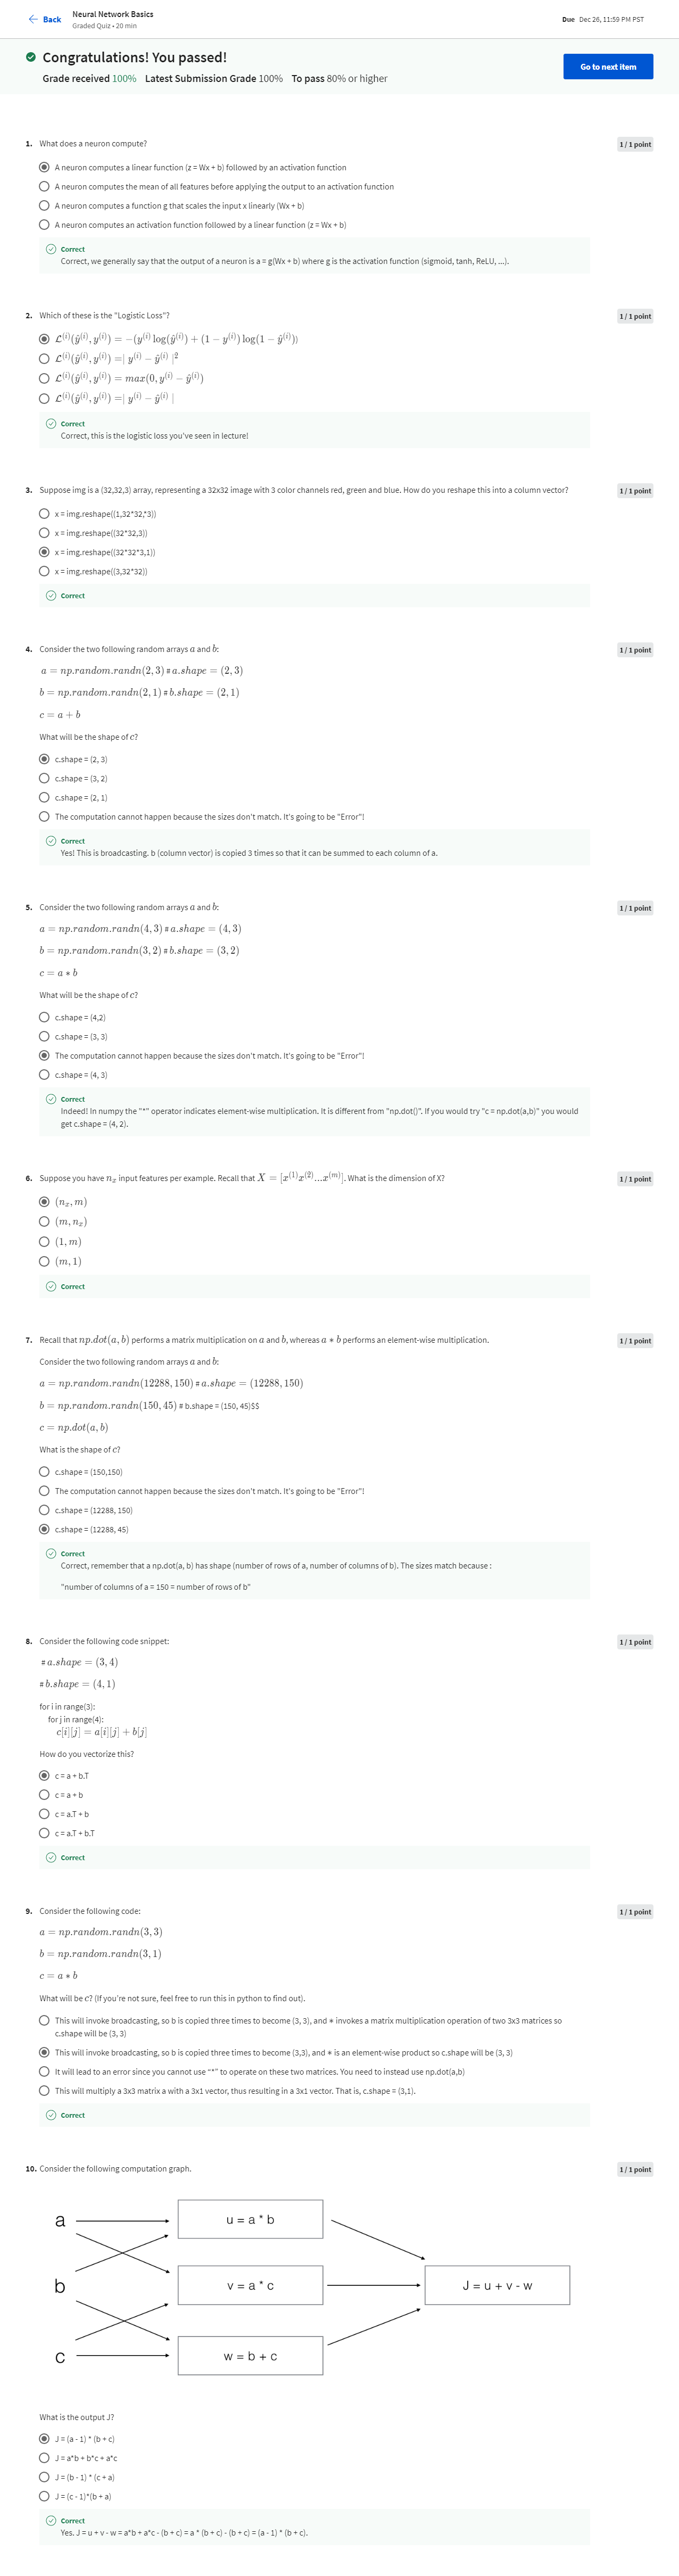 Back
Neural Network Basics
Graded Quiz • 20 min
Due Dec 26, 11:59 PM PST
Congratulations! You passed!
Grade received 100% Latest Submission Grade 100% To pass 80% or higher
Go to next item
1. What does a neuron compute?
1 / 1 point
A neuron computes a linear function (z = Wx + b) followed by an activation function
A neuron computes the mean of all features before applying the output to an activation function
A neuron computes a function g that scales the input x linearly (Wx + b)
A neuron computes an activation function followed by a linear function (z = Wx + b)
Correct
Correct, we generally say that the output of a neuron is a = g(Wx + b) where g is the activation function (sigmoid, tanh, ReLU, ...).
2. Which of these is the "Logistic Loss"?
1 / 1 point
ℒ^(i)(ŷ^(i), y^(i)) = −(y^(i) log(ŷ^(i)) + (1 − y^(i)) log(1 − ŷ^(i)))
ℒ^(i)(ŷ^(i), y^(i)) =| y^(i) − ŷ^(i) |^2
ℒ^(i)(ŷ^(i), y^(i)) = max(0, y^(i) − ŷ^(i))
ℒ^(i)(ŷ^(i), y^(i)) =| y^(i) − ŷ^(i) |
Correct
Correct, this is the logistic loss you've seen in lecture!
3. Suppose img is a (32,32,3) array, representing a 32x32 image with 3 color channels red, green and blue. How do you reshape this into a column vector?
1 / 1 point
x = img.reshape((1,32*32,*3))
x = img.reshape((32*32,3))
x = img.reshape((32*32*3,1))
x = img.reshape((3,32*32))
Correct
4. Consider the two following random arrays a and b:
1 / 1 point
a = np.random.randn(2, 3) # a.shape = (2, 3)
b = np.random.randn(2, 1) # b.shape = (2, 1)
c = a + b
What will be the shape of c?
c.shape = (2, 3)
c.shape = (3, 2)
c.shape = (2, 1)
The computation cannot happen because the sizes don't match. It's going to be "Error"!
Correct
Yes! This is broadcasting. b (column vector) is copied 3 times so that it can be summed to each column of a.
5. Consider the two following random arrays a and b:
1 / 1 point
a = np.random.randn(4, 3) # a.shape = (4, 3)
b = np.random.randn(3, 2) # b.shape = (3, 2)
c = a ∗ b
What will be the shape of c?
c.shape = (4,2)
c.shape = (3, 3)
The computation cannot happen because the sizes don't match. It's going to be "Error"!
c.shape = (4, 3)
Correct
Indeed! In numpy the "*" operator indicates element-wise multiplication. It is different from "np.dot()". If you would try "c = np.dot(a,b)" you would
get c.shape = (4, 2).
6. Suppose you have n_x input features per example. Recall that X = [x^(1)x^(2)...x^(m)]. What is the dimension of X?
1 / 1 point
(n_x, m)
(m, n_x)
(1, m)
(m, 1)
Correct
7. Recall that np.dot(a, b) performs a matrix multiplication on a and b, whereas a ∗ b performs an element-wise multiplication.
1 / 1 point
Consider the two following random arrays a and b:
a = np.random.randn(12288, 150) # a.shape = (12288, 150)
b = np.random.randn(150, 45) # b.shape = (150, 45)$$
c = np.dot(a, b)
What is the shape of c?
c.shape = (150,150)
The computation cannot happen because the sizes don't match. It's going to be "Error"!
c.shape = (12288, 150)
c.shape = (12288, 45)
Correct
Correct, remember that a np.dot(a, b) has shape (number of rows of a, number of columns of b). The sizes match because :
"number of columns of a = 150 = number of rows of b"
8. Consider the following code snippet:
1 / 1 point
# a.shape = (3, 4)
# b.shape = (4, 1)
for i in range(3):
for j in range(4):
c[i][j] = a[i][j] + b[j]
How do you vectorize this?
c = a + b.T
c = a + b
c = a.T + b
c = a.T + b.T
Correct
9. Consider the following code:
1 / 1 point
a = np.random.randn(3, 3)
b = np.random.randn(3, 1)
c = a ∗ b
What will be c? (If you're not sure, feel free to run this in python to find out).
This will invoke broadcasting, so b is copied three times to become (3, 3), and ∗ invokes a matrix multiplication operation of two 3x3 matrices so
c.shape will be (3, 3)
This will invoke broadcasting, so b is copied three times to become (3,3), and ∗ is an element-wise product so c.shape will be (3, 3)
It will lead to an error since you cannot use "*" to operate on these two matrices. You need to instead use np.dot(a,b)
This will multiply a 3x3 matrix a with a 3x1 vector, thus resulting in a 3x1 vector. That is, c.shape = (3,1).
Correct
10. Consider the following computation graph.
1 / 1 point
a
u = a * b
b
v = a * c
J = u + v - w
c
w = b + c
What is the output J?
J = (a - 1) * (b + c)
J = a*b + b*c + a*c
J = (b - 1) * (c + a)
J = (c - 1)*(b + a)
Correct
Yes. J = u + v - w = a*b + a*c - (b + c) = a * (b + c) - (b + c) = (a - 1) * (b + c).